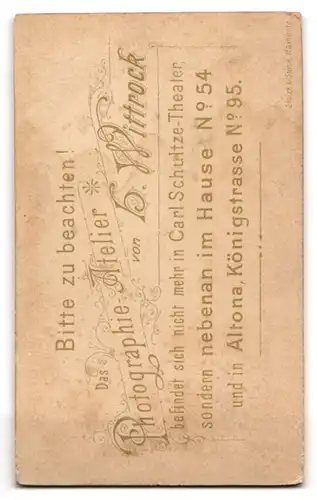 Bitte zu beachten!
Das
Photographie-Atelier
von H. Wittrock
befindet sich nicht mehr in Carl Schultze-Theater,
sondern nebenan im Hause No. 54
und in Altona, Königstrasse No. 95.